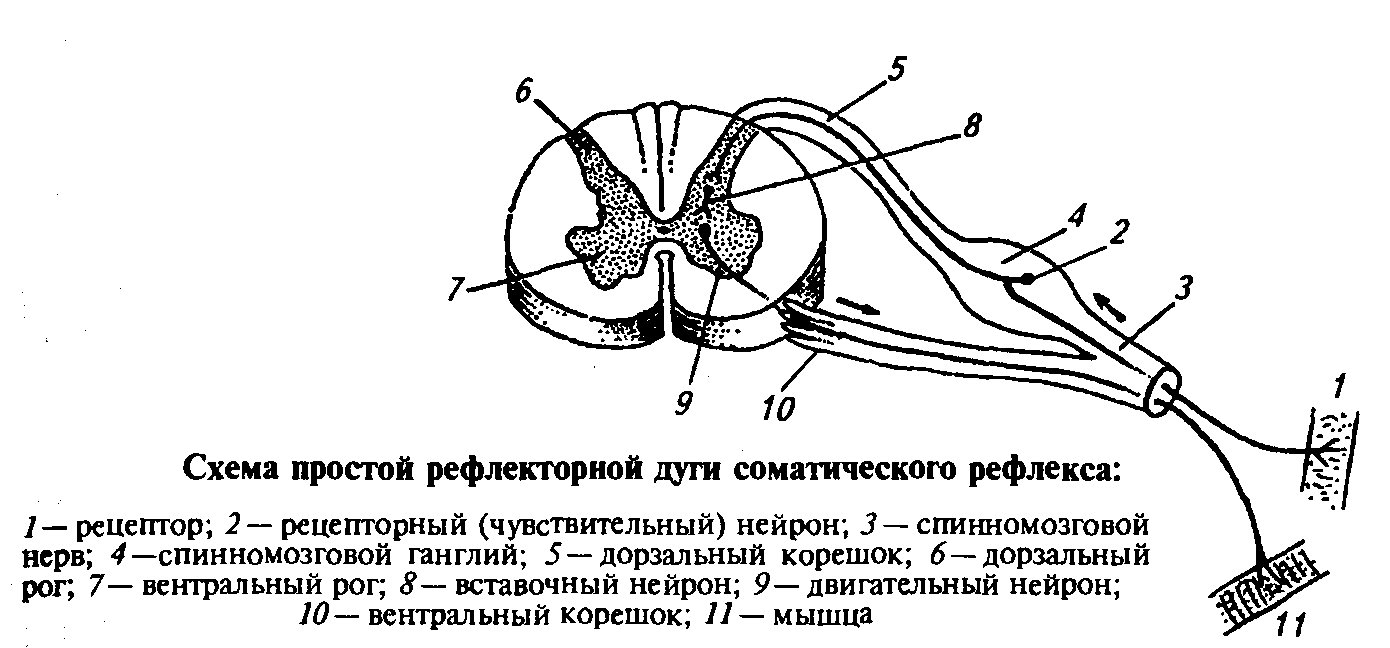 5
6
8
4
2
3
7
9
10
1
Схема простой рефлекторной дуги соматического рефлекса:
1— рецептор; 2— рецепторный (чувствительный) нейрон; 3— спинномозговой
нерв; 4—спинномозговой ганглий; 5—дорзальный корешок; 6—дорзальный
рог; 7— вентральный рог; 8— вставочный нейрон; 9—двигательный нейрон;
10— вентральный корешок; 11— мышца
11